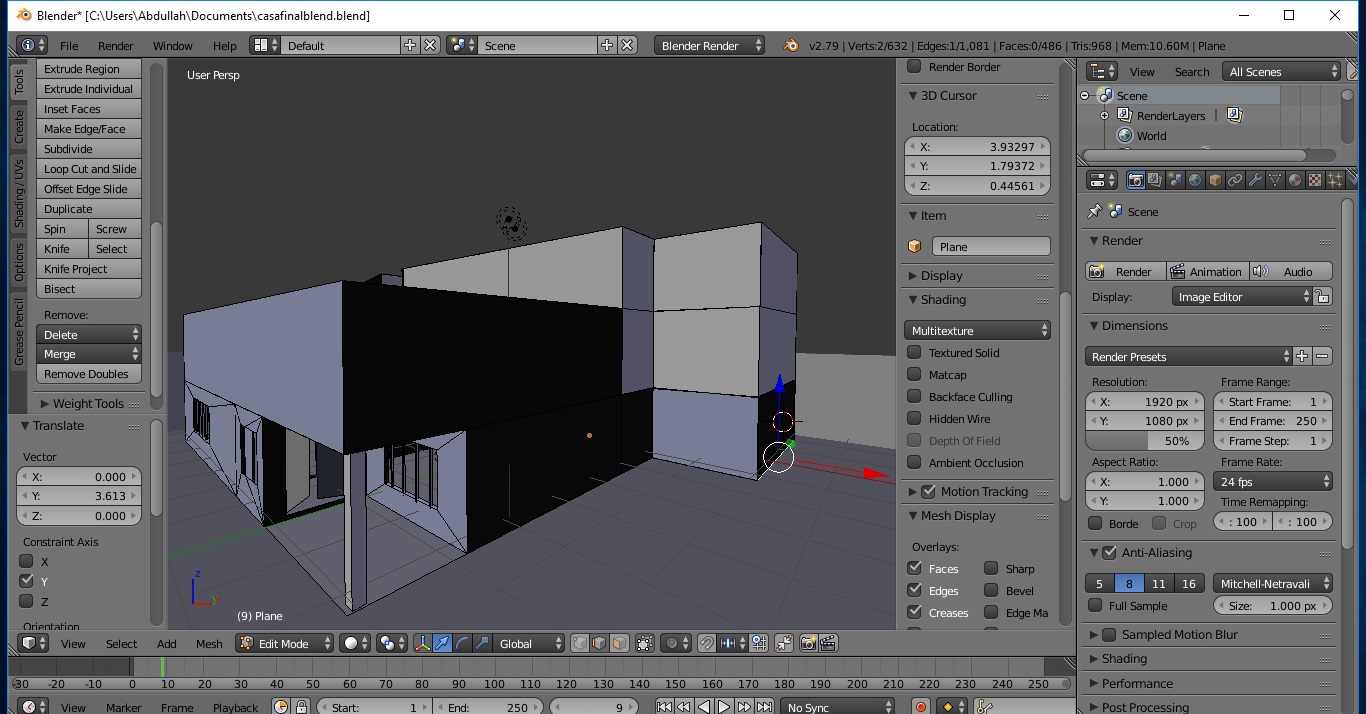 Blender* [C:\Users\Abdullah\Documents\casafinalblend.blend]
File Render Window Help Default Scene Blender Render v2.79 | Verts:2/632 | Edges:1/1,081 | Faces:0/486 | Tris:968 | Mem:10.60M | Plane
Tools
Create
Shading / UVs
Options
Grease Pencil
Extrude Region
Extrude Individual
Inset Faces
Make Edge/Face
Subdivide
Loop Cut and Slide
Offset Edge Slide
Duplicate
Spin Screw
Knife Select
Knife Project
Bisect
Remove:
Delete
Merge
Remove Doubles
Weight Tools
Translate
Vector
X: 0.000
Y: 3.613
Z: 0.000
Constraint Axis
X
Y
Z
Orientation
User Persp
z
(9) Plane
Render Border
3D Cursor
Location:
X: 3.93297
Y: 1.79372
Z: 0.44561
Item
Plane
Display
Shading
Multitexture
Textured Solid
Matcap
Backface Culling
Hidden Wire
Depth Of Field
Ambient Occlusion
Motion Tracking
Mesh Display
Overlays:
Faces Sharp
Edges Bevel
Creases Edge Ma
View Search All Scenes
Scene
RenderLayers |
World
Scene
Render
Render Animation Audio
Display: Image Editor
Dimensions
Render Presets
Resolution: Frame Range:
X: 1920 px Start Frame: 1
Y: 1080 px End Frame: 250
50% Frame Step: 1
Aspect Ratio: Frame Rate:
X: 1.000 24 fps
Y: 1.000 Time Remapping:
Borde Crop : 100 : 100
Anti-Aliasing
5 8 11 16 Mitchell-Netravali
Full Sample Size: 1.000 px
Sampled Motion Blur
Shading
Performance
Post Processing
View Select Add Mesh Edit Mode Global
-30 -20 -10 0 10 20 30 40 50 60 70 80 90 100 110 120 130 140 150 160 170 180 190 200 210 220 230 240 250
View Marker Frame Playback Start: 1 End: 250 9 No Sync